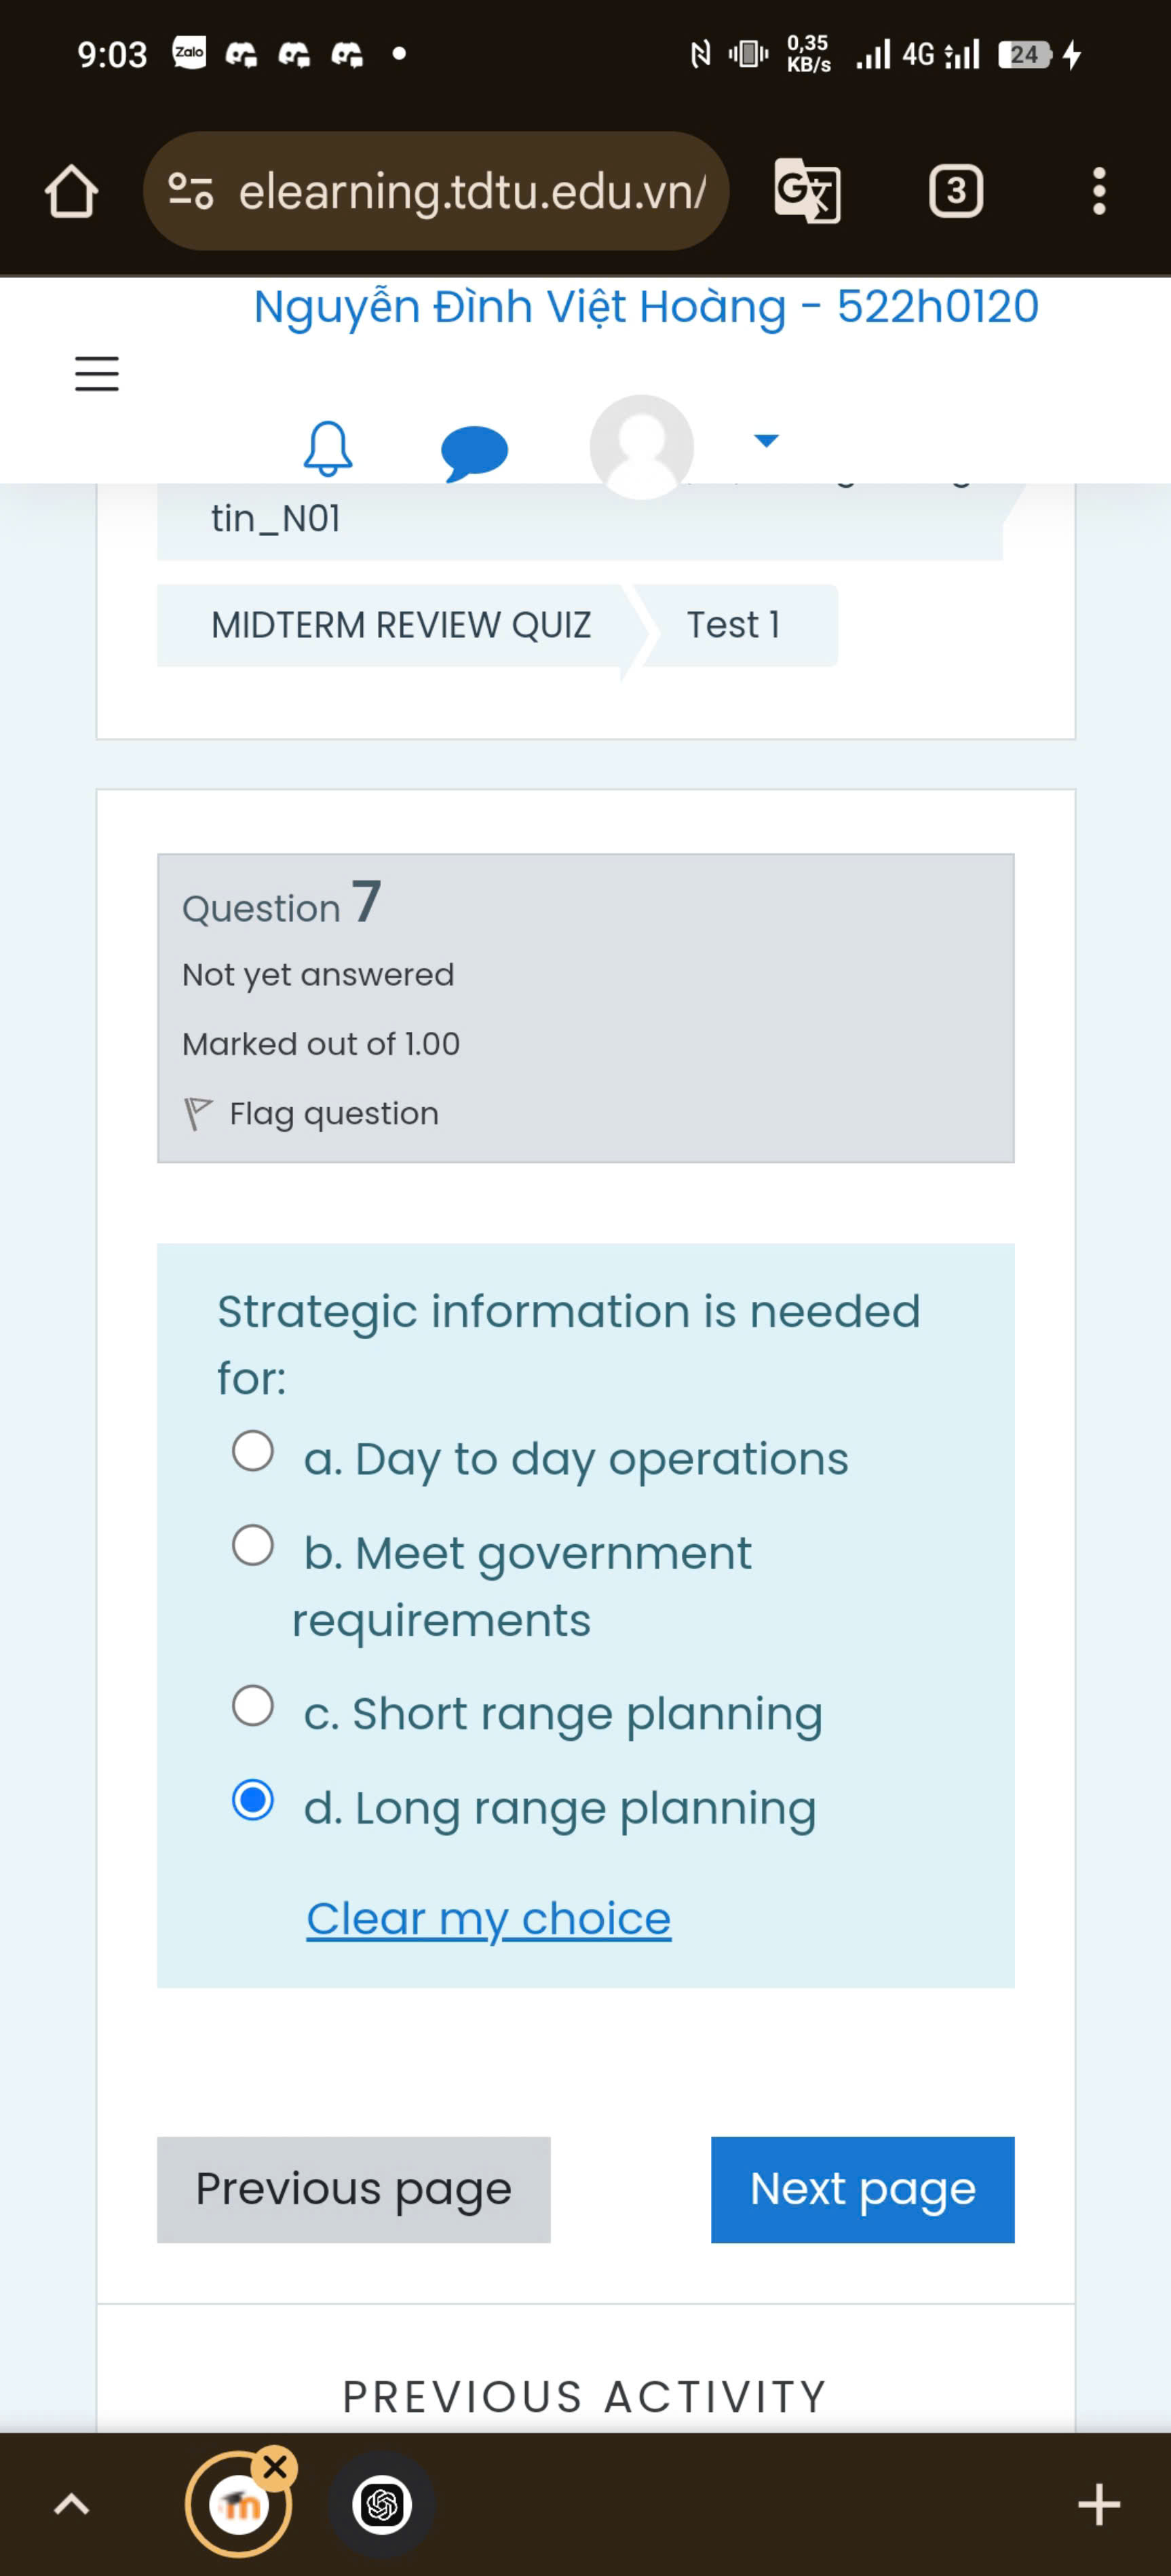 9:03
Zalo
0,35
KB/s
4G
24
elearning.tdtu.edu.vn/
3
Nguyễn Đình Việt Hoàng - 522h0120
tin_N01
MIDTERM REVIEW QUIZ
Test 1
Question 7
Not yet answered
Marked out of 1.00
Flag question
Strategic information is needed
for:
a. Day to day operations
b. Meet government
requirements
c. Short range planning
d. Long range planning
Clear my choice
Previous page
Next page
PREVIOUS ACTIVITY